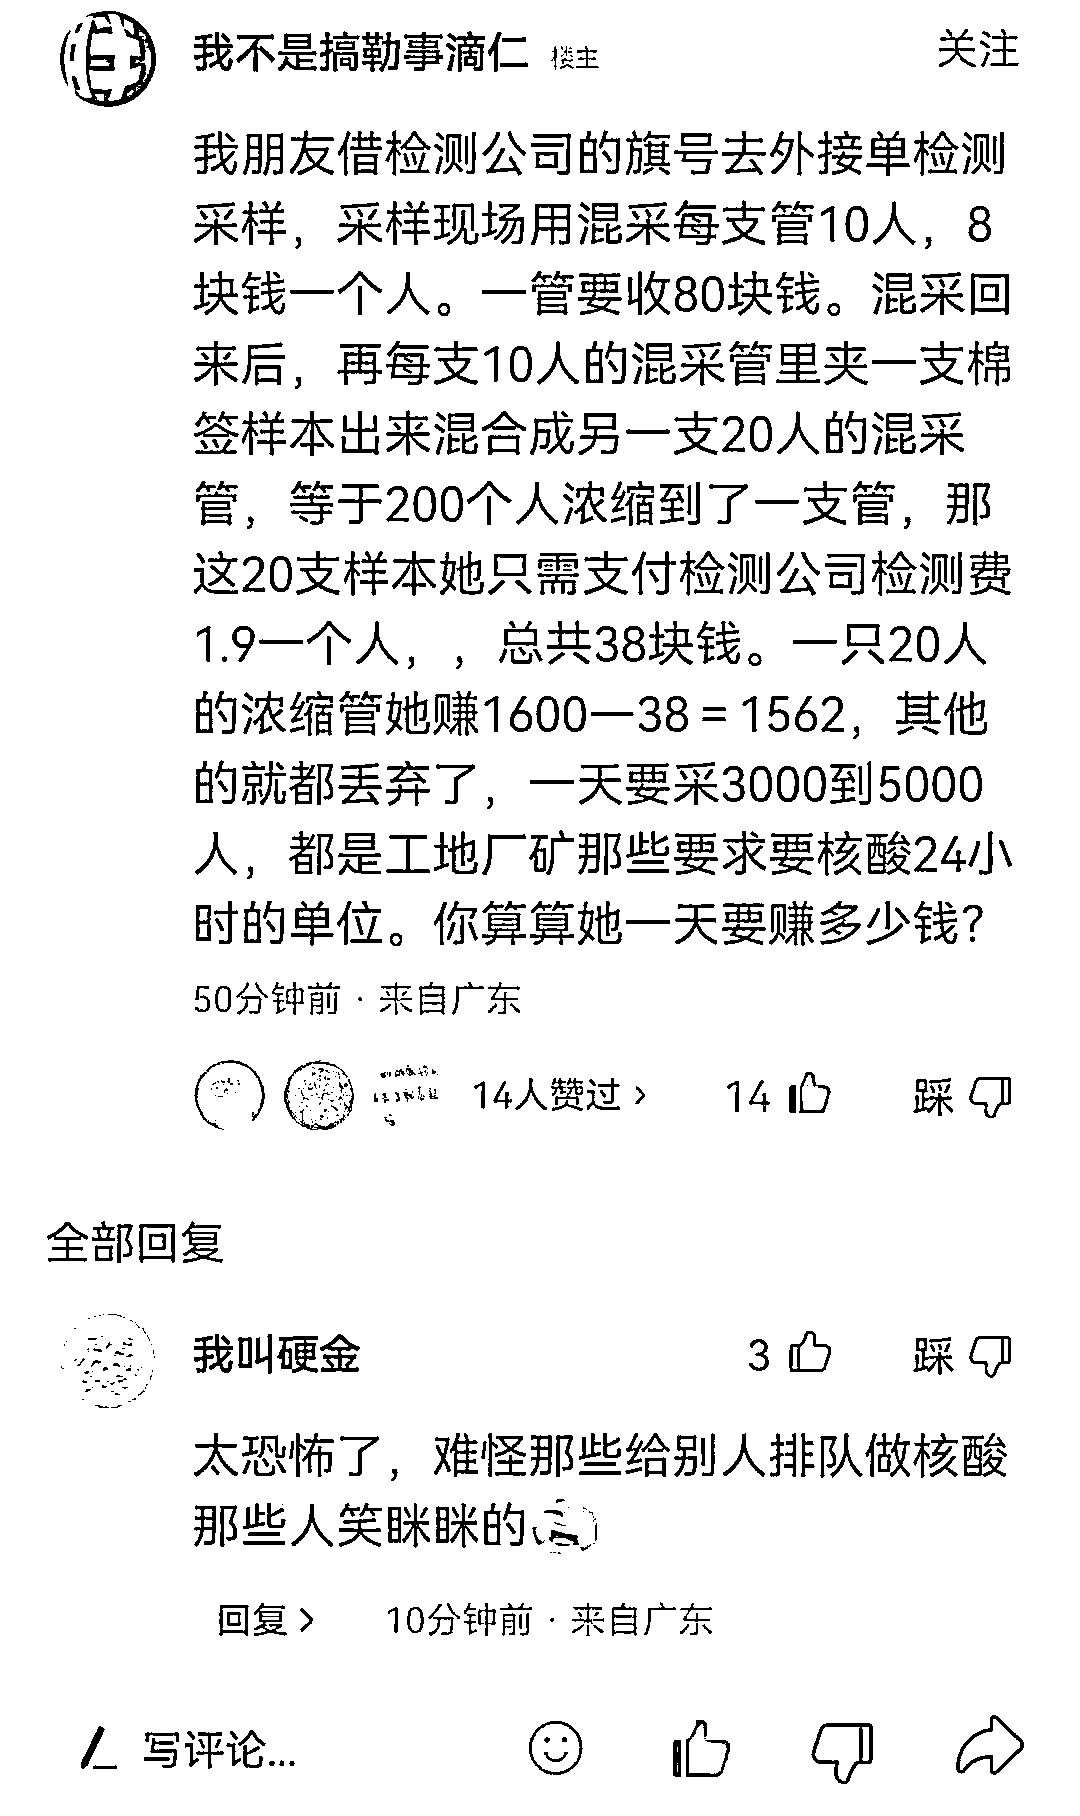 我不是搞勒事滴仁 楼主 关注
我朋友借检测公司的旗号去外接单检测
采样，采样现场用混采每支管10人，8
块钱一个人。一管要收80块钱。混采回
来后，再每支10人的混采管里夹一支棉
签样本出来混合成另一支20人的混采
管，等于200个人浓缩到了一支管，那
这20支样本她只需支付检测公司检测费
1.9一个人，，总共38块钱。一只20人
的浓缩管她赚1600—38＝1562，其他
的就都丢弃了，一天要采3000到5000
人，都是工地厂矿那些要求要核酸24小
时的单位。你算算她一天要赚多少钱？
50分钟前 · 来自广东
14人赞过 › 14 踩
全部回复
我叫硬金 3 踩
太恐怖了，难怪那些给别人排队做核酸
那些人笑眯眯的
回复 > 10分钟前 · 来自广东
写评论...